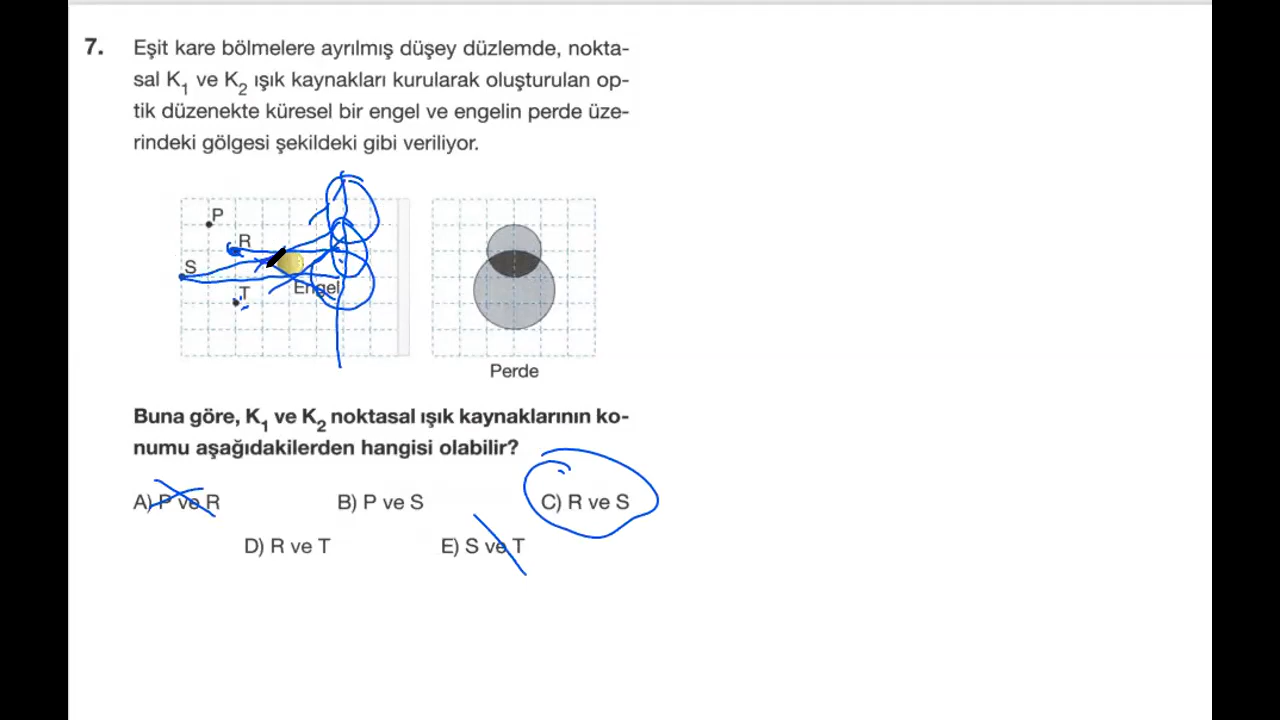 7. Eşit kare bölmelere ayrılmış düşey düzlemde, nokta-
sal K₁ ve K₂ ışık kaynakları kurularak oluşturulan op-
tik düzenekte küresel bir engel ve engelin perde üze-
rindeki gölgesi şekildeki gibi veriliyor.
P
R
S
T
Engel
Perde
Buna göre, K₁ ve K₂ noktasal ışık kaynaklarının ko-
numu aşağıdakilerden hangisi olabilir?
A) P ve R B) P ve S C) R ve S
D) R ve T E) S ve T